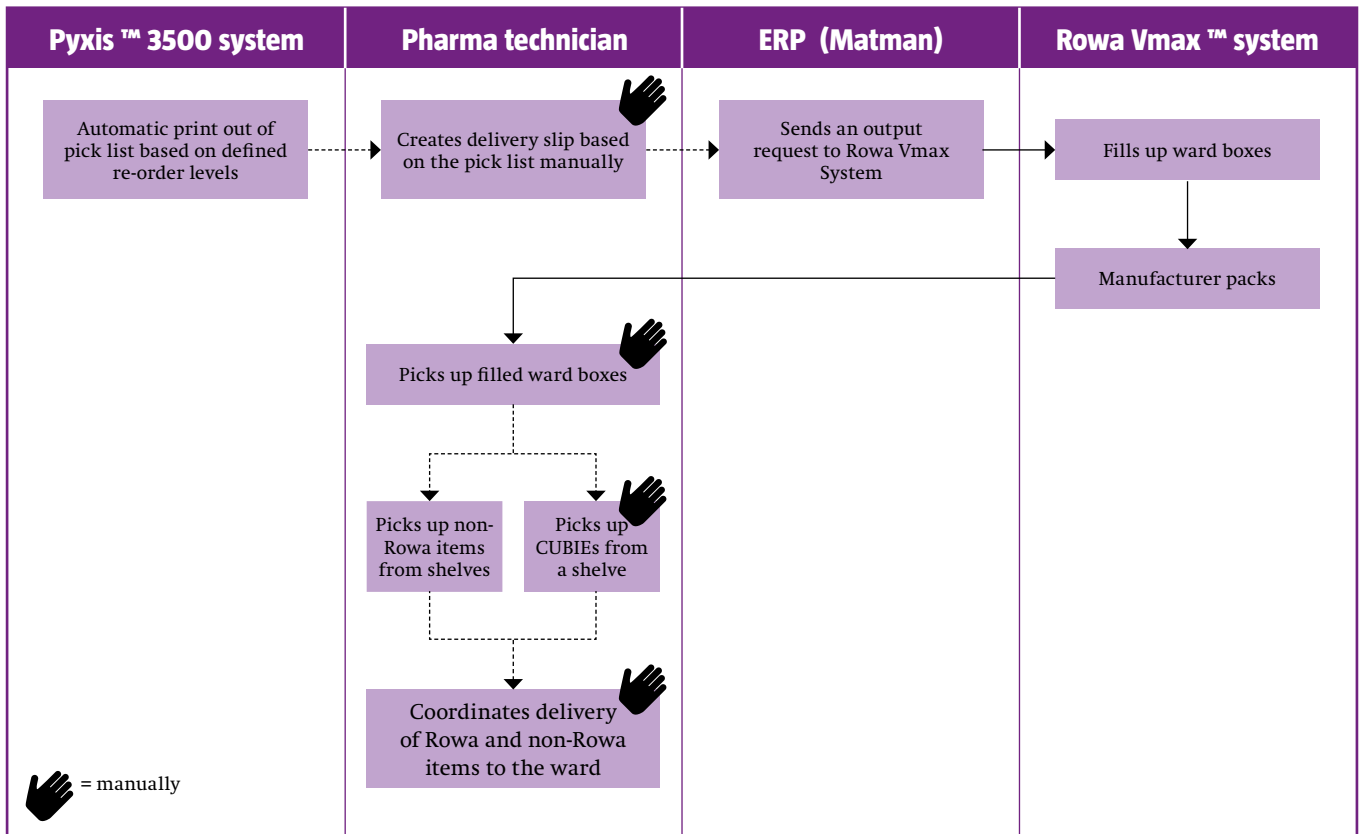 Pyxis ™ 3500 system
Pharma technician
ERP (Matman)
Rowa Vmax ™ system
Automatic print out of
pick list based on defined
re-order levels
Creates delivery slip based
on the pick list manually
Sends an output
request to Rowa Vmax
System
Fills up ward boxes
Manufacturer packs
Picks up filled ward boxes
Picks up non-
Rowa items
from shelves
Picks up
CUBIEs from
a shelve
Coordinates delivery
of Rowa and non-Rowa
items to the ward
= manually